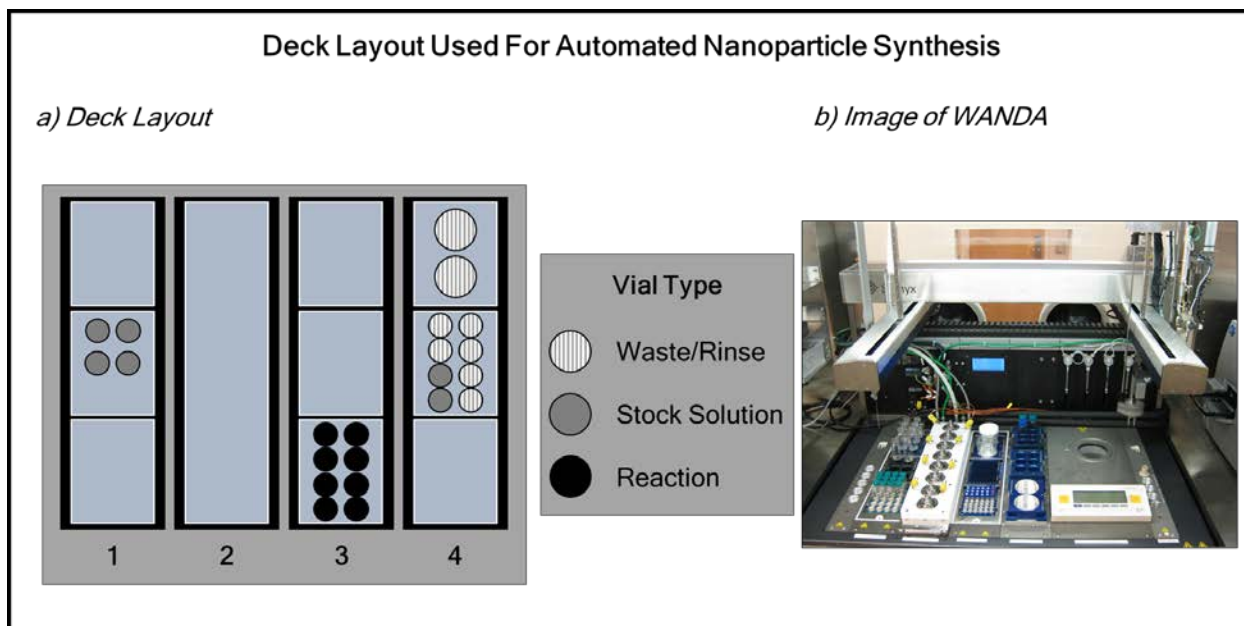 Deck Layout Used For Automated Nanoparticle Synthesis
a) Deck Layout
b) Image of WANDA
Vial Type
Waste/Rinse
Stock Solution
Reaction
1 2 3 4